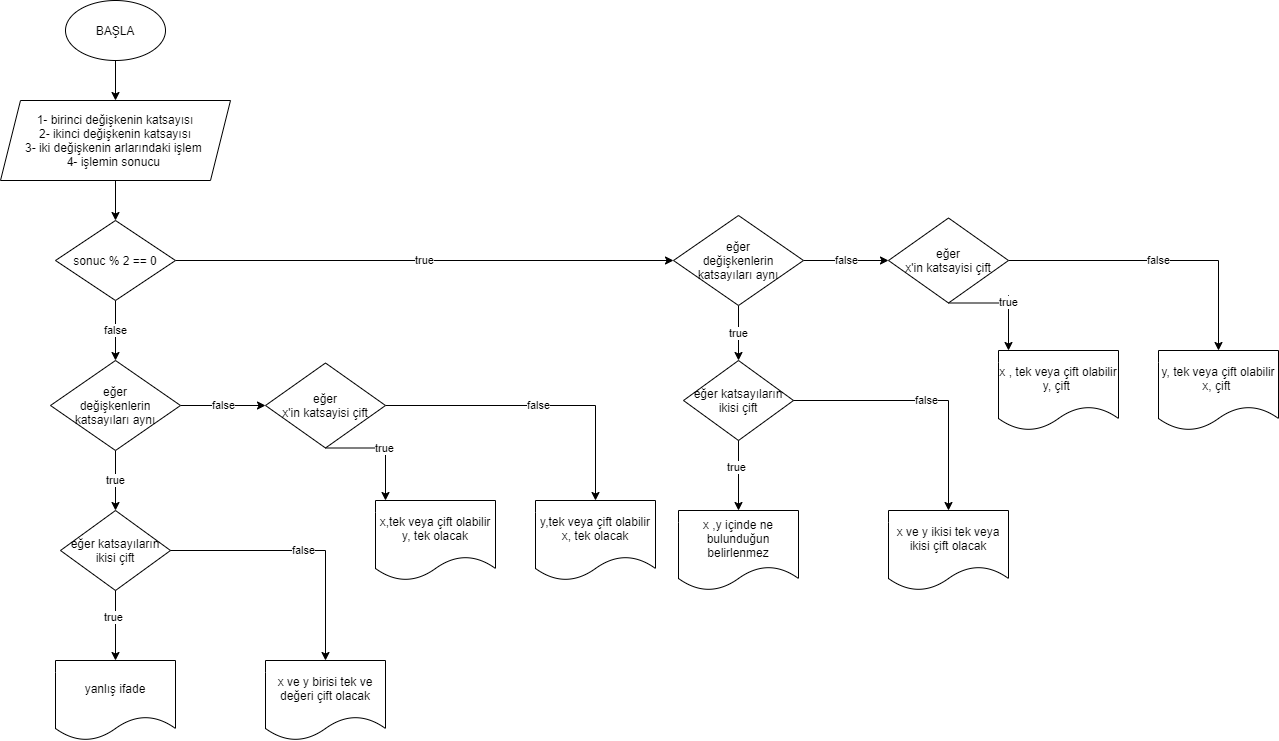 BAŞLA
1- birinci değişkenin katsayısı
2- ikinci değişkenin katsayısı
3- iki değişkenin arlarındaki işlem
4- işlemin sonucu
sonuc % 2 == 0
true
false
eğer
değişkenlerin
katsayıları aynı
false
eğer
x'in katsayisi çift
false
true
x , tek veya çift olabilir
y, çift
y, tek veya çift olabilir
x, çift
true
eğer katsayıların
ikisi çift
false
true
x ,y içinde ne
bulunduğun
belirlenmez
x ve y ikisi tek veya
ikisi çift olacak
eğer
değişkenlerin
katsayıları aynı
false
eğer
x'in katsayisi çift
false
true
x,tek veya çift olabilir
y, tek olacak
y,tek veya çift olabilir
x, tek olacak
true
eğer katsayıların
ikisi çift
false
true
yanlış ifade
x ve y birisi tek ve
değeri çift olacak